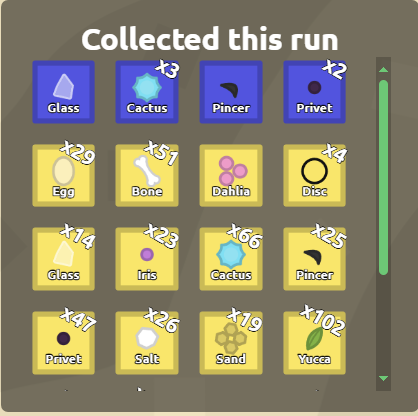 Collected this run
Glass
x3
Cactus
Pincer
x2
Privet
x29
Egg
x51
Bone
Dahlia
x4
Disc
x14
Glass
x23
Iris
x66
Cactus
x25
Pincer
x47
Privet
x26
Salt
x19
Sand
x102
Yucca